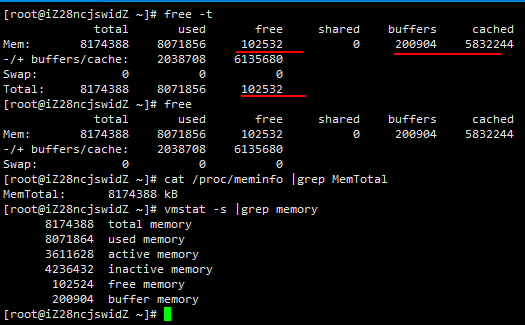 [root@iZ28ncjswidZ ~]# free -t
             total       used       free     shared    buffers     cached
Mem:       8174388    8071856     102532          0     200904    5832244
-/+ buffers/cache:    2038708    6135680
Swap:            0          0          0
Total:     8174388    8071856     102532
[root@iZ28ncjswidZ ~]# free
             total       used       free     shared    buffers     cached
Mem:       8174388    8071856     102532          0     200904    5832244
-/+ buffers/cache:    2038708    6135680
Swap:            0          0          0
[root@iZ28ncjswidZ ~]# cat /proc/meminfo |grep MemTotal
MemTotal:        8174388 kB
[root@iZ28ncjswidZ ~]# vmstat -s |grep memory
      8174388  total memory
      8071864  used memory
      3611628  active memory
      4236432  inactive memory
       102524  free memory
       200904  buffer memory
[root@iZ28ncjswidZ ~]#